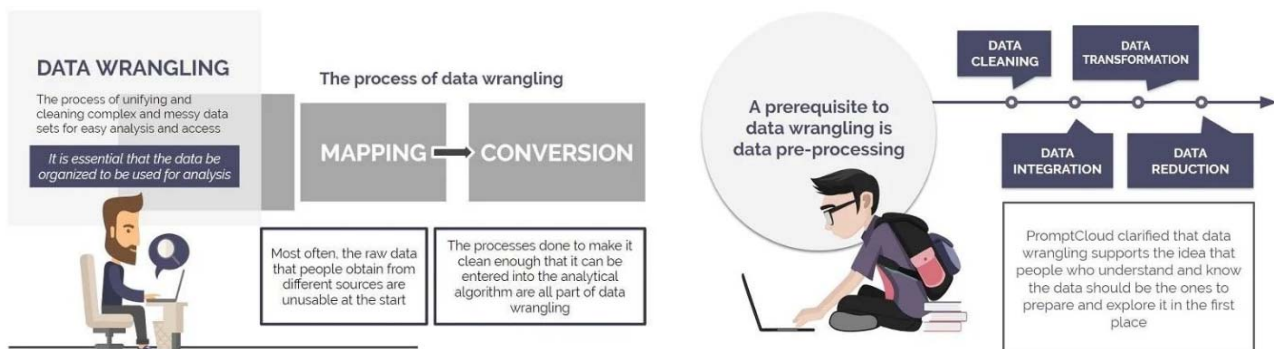 DATA WRANGLING
The process of unifying and
cleaning complex and messy data
sets for easy analysis and access
It is essential that the data be
organized to be used for analysis
The process of data wrangling
MAPPING
CONVERSION
Most often, the raw data
that people obtain from
different sources are
unusable at the start
The processes done to make it
clean enough that it can be
entered into the analytical
algorithm are all part of data
wrangling
A prerequisite to
data wrangling is
data pre-processing
DATA
CLEANING
DATA
TRANSFORMATION
DATA
INTEGRATION
DATA
REDUCTION
PromptCloud clarified that data
wrangling supports the idea that
people who understand and know
the data should be the ones to
prepare and explore it in the first
place